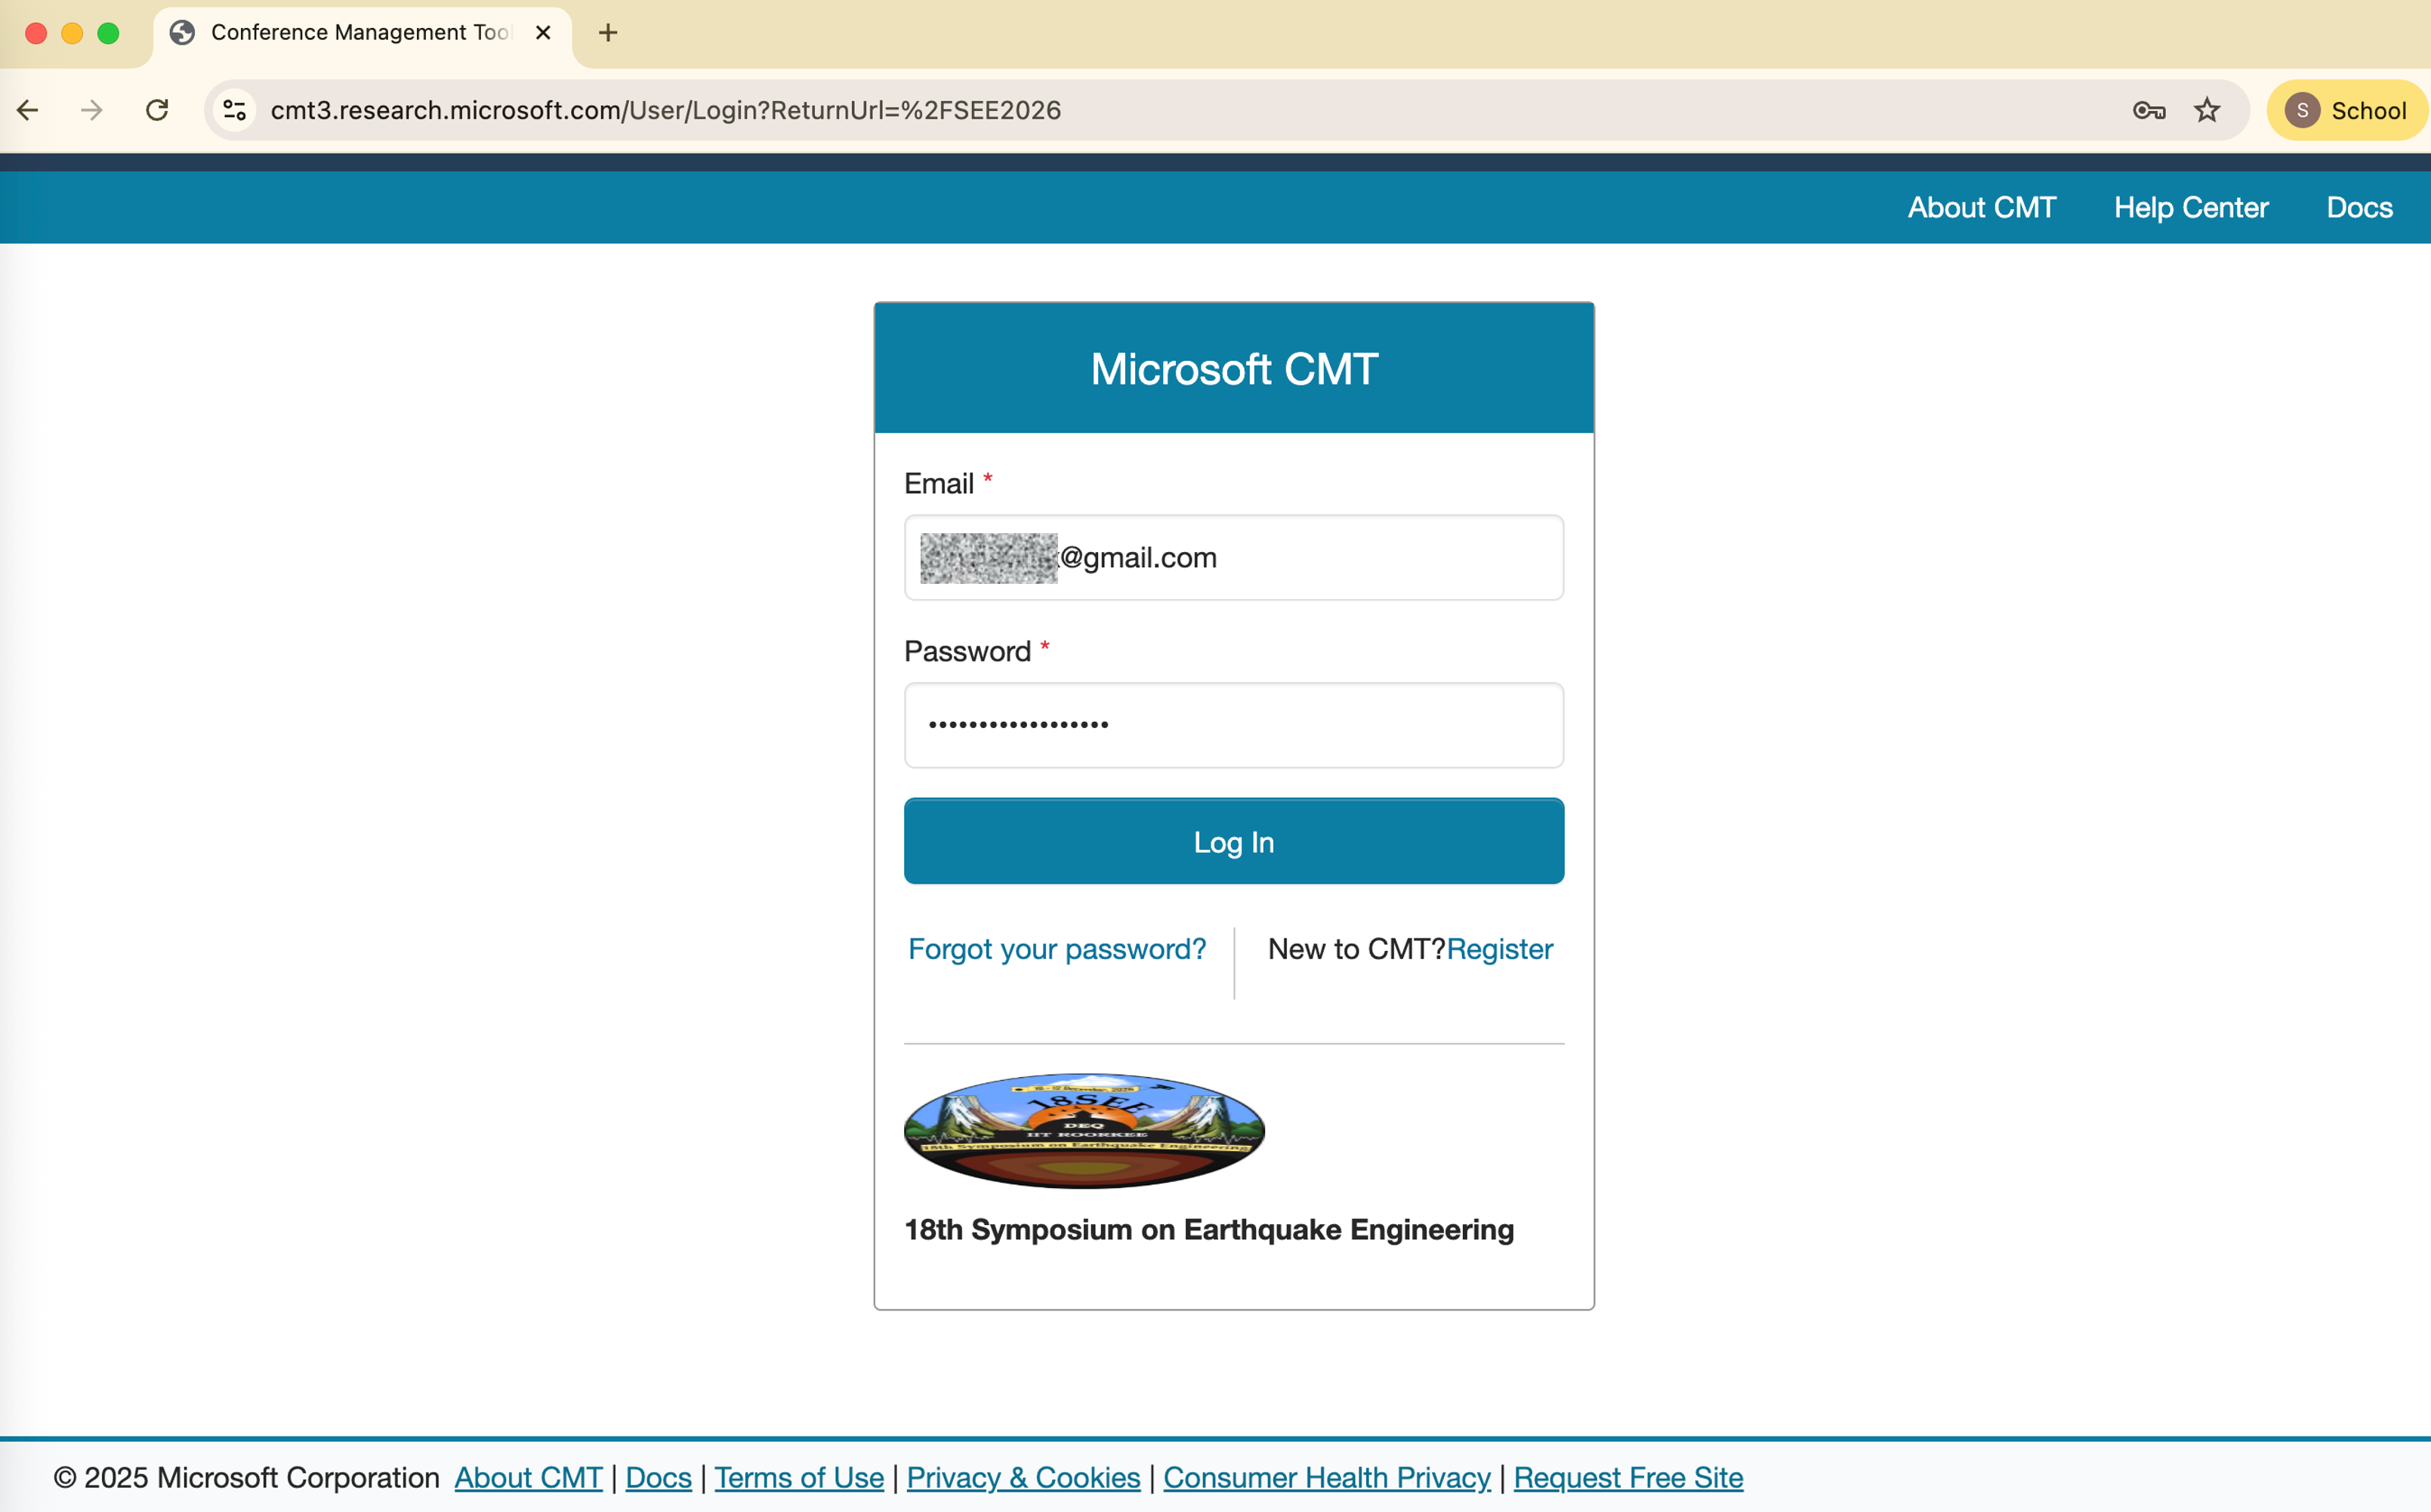 Conference Management Too
cmt3.research.microsoft.com/User/Login?ReturnUrl=%2FSEE2026
S School
About CMT Help Center Docs
Microsoft CMT
Email *
@gmail.com
Password *
••••••••••••••••••
Log In
Forgot your password? New to CMT?Register
18SEE
DEQ
IIT ROORKEE
18th Symposium on Earthquake Engineering
18th Symposium on Earthquake Engineering
© 2025 Microsoft Corporation About CMT | Docs | Terms of Use | Privacy & Cookies | Consumer Health Privacy | Request Free Site